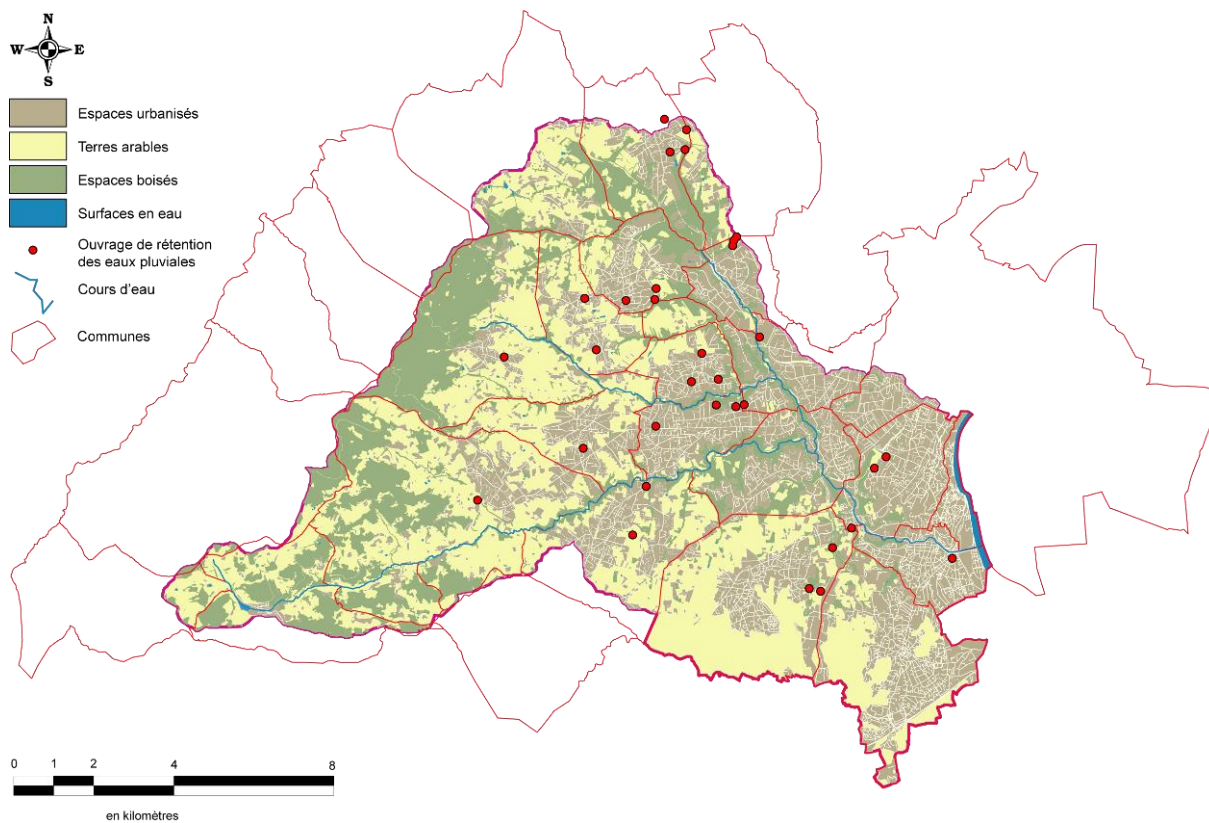 N
W E
S
Espaces urbanisés
Terres arables
Espaces boisés
Surfaces en eau
Ouvrage de rétention
des eaux pluviales
Cours d'eau
Communes
0 1 2 4 8
en kilomètres